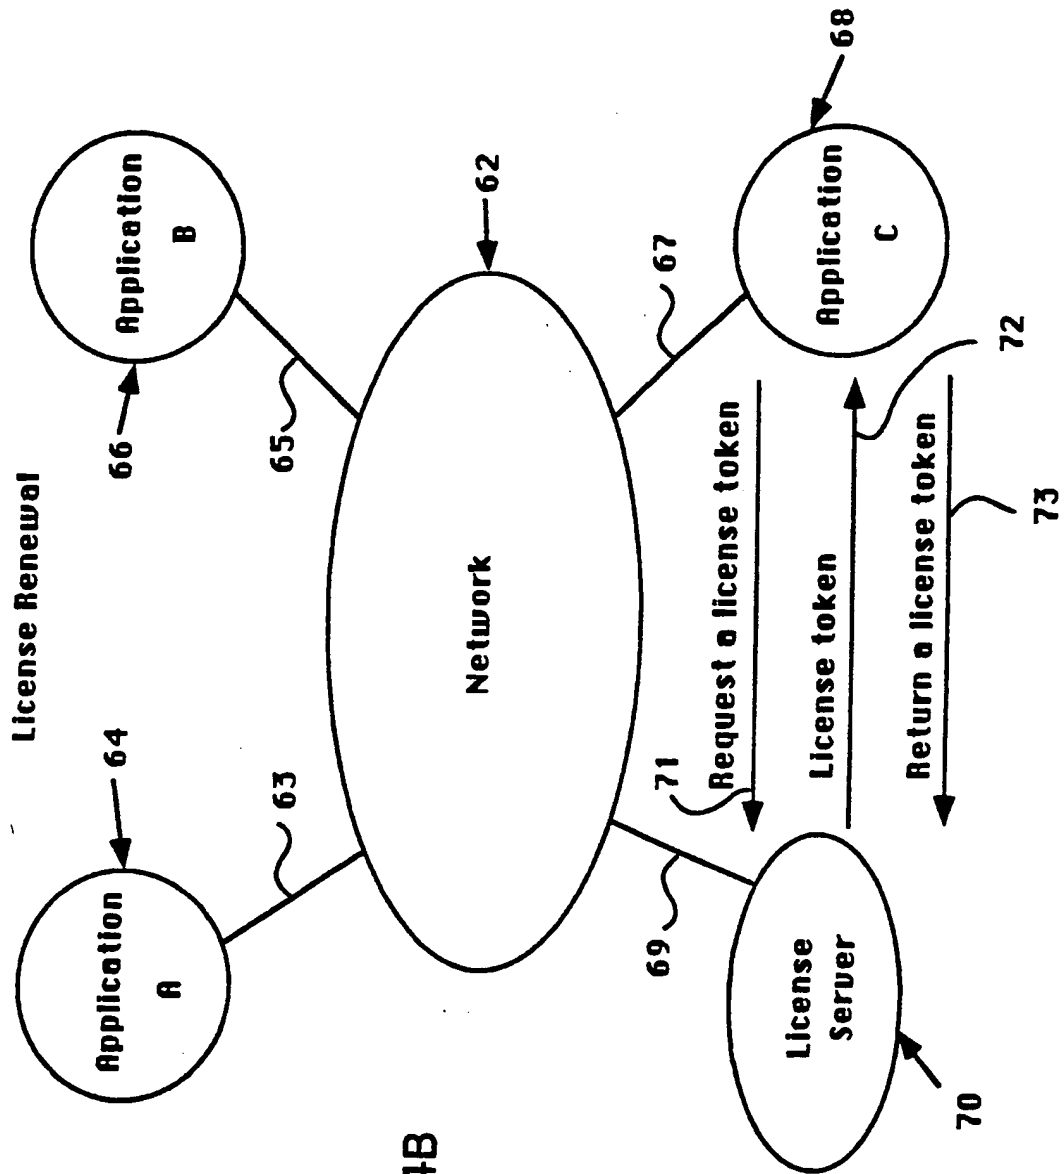 License Renewal
64
Application
A
63
66
Application
B
65
Network
62
67
68
Application
C
69
71
Request a license token
License token
72
Return a license token
73
License
Server
70
4B